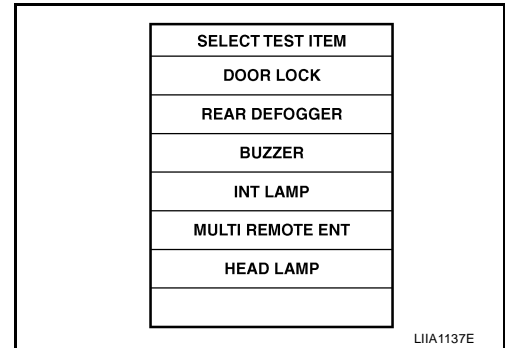 SELECT TEST ITEM
DOOR LOCK
REAR DEFOGGER
BUZZER
INT LAMP
MULTI REMOTE ENT
HEAD LAMP
LIIA1137E